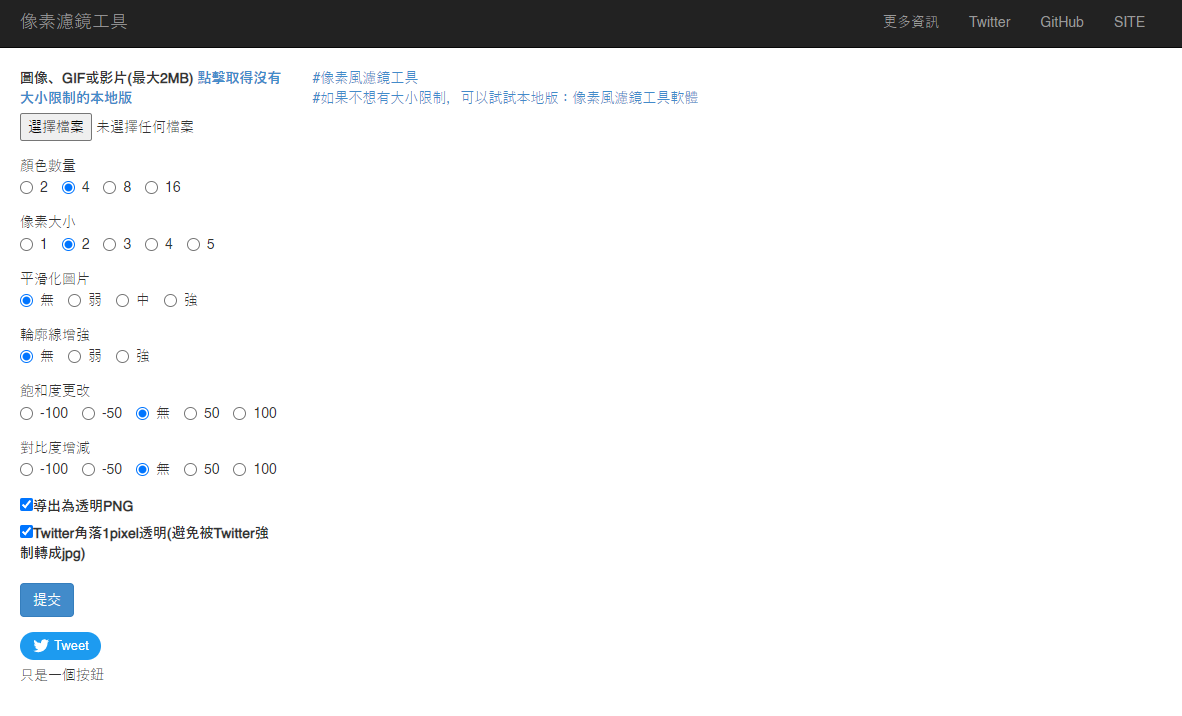 像素濾鏡工具
更多資訊 Twitter GitHub SITE
圖像、GIF或影片(最大2MB) 點擊取得沒有
大小限制的本地版
選擇檔案 未選擇任何檔案
顏色數量
2 4 8 16
像素大小
1 2 3 4 5
平滑化圖片
無 弱 中 強
輪廓線增強
無 弱 強
飽和度更改
-100 -50 無 50 100
對比度增減
-100 -50 無 50 100
導出為透明PNG
Twitter角落1pixel透明(避免被Twitter強
制轉成jpg)
提交
Tweet
只是一個按鈕
#像素風濾鏡工具
#如果不想有大小限制，可以試試本地版：像素風濾鏡工具軟體